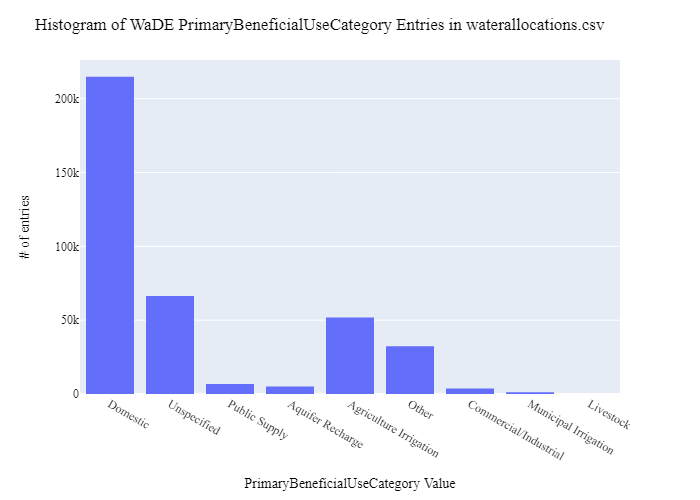 Histogram of WaDE PrimaryBeneficialUseCategory Entries in waterallocations.csv
200k
150k
100k
50k
0
# of entries
Domestic
Unspecified
Public Supply
Aquifer Recharge
Agriculture Irrigation
Other
Commercial/Industrial
Municipal Irrigation
Livestock
PrimaryBeneficialUseCategory Value